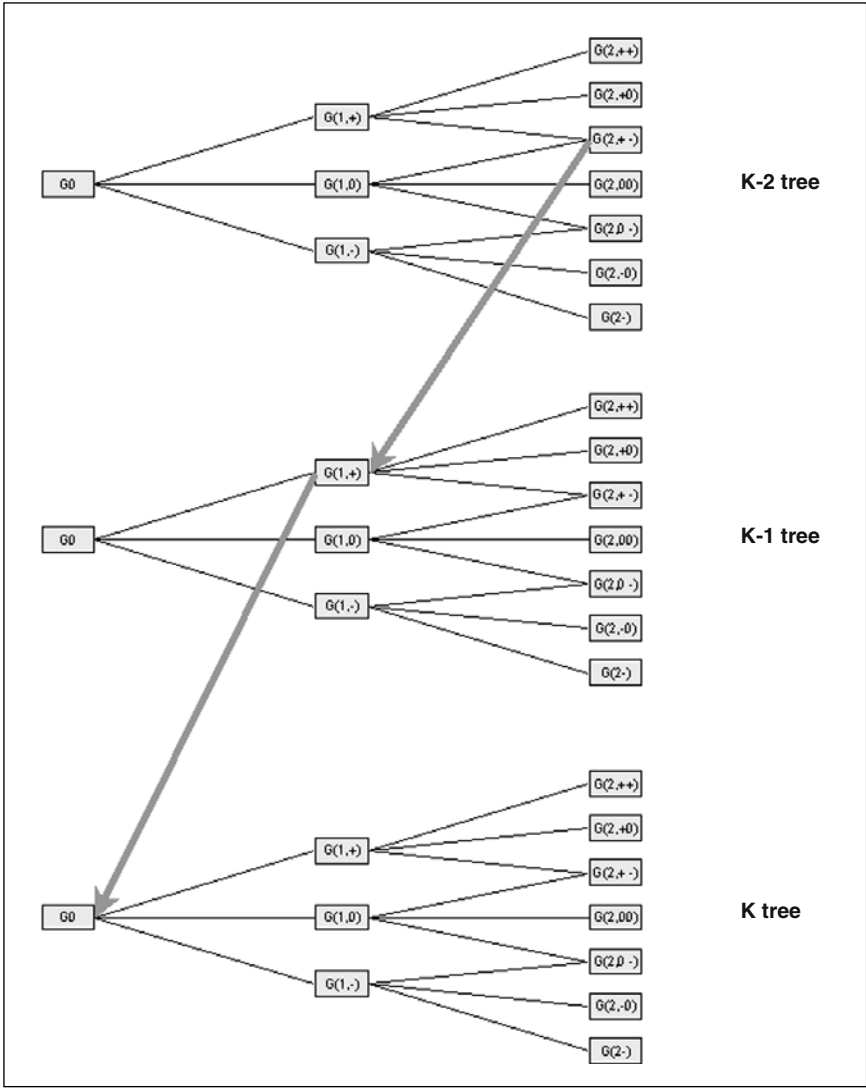 G(2,++)
G(2,+0)
G(1,+)
G(2,+ -)
G0
G(1,0)
G(2,00)
K-2 tree
G(2,0 -)
G(1,-)
G(2,-0)
G(2-)
G(2,++)
G(2,+0)
G(1,+)
G(2,+ -)
G0
G(1,0)
G(2,00)
K-1 tree
G(2,0 -)
G(1,-)
G(2,-0)
G(2-)
G(2,++)
G(2,+0)
G(1,+)
G(2,+ -)
G0
G(1,0)
G(2,00)
K tree
G(2,0 -)
G(1,-)
G(2,-0)
G(2-)